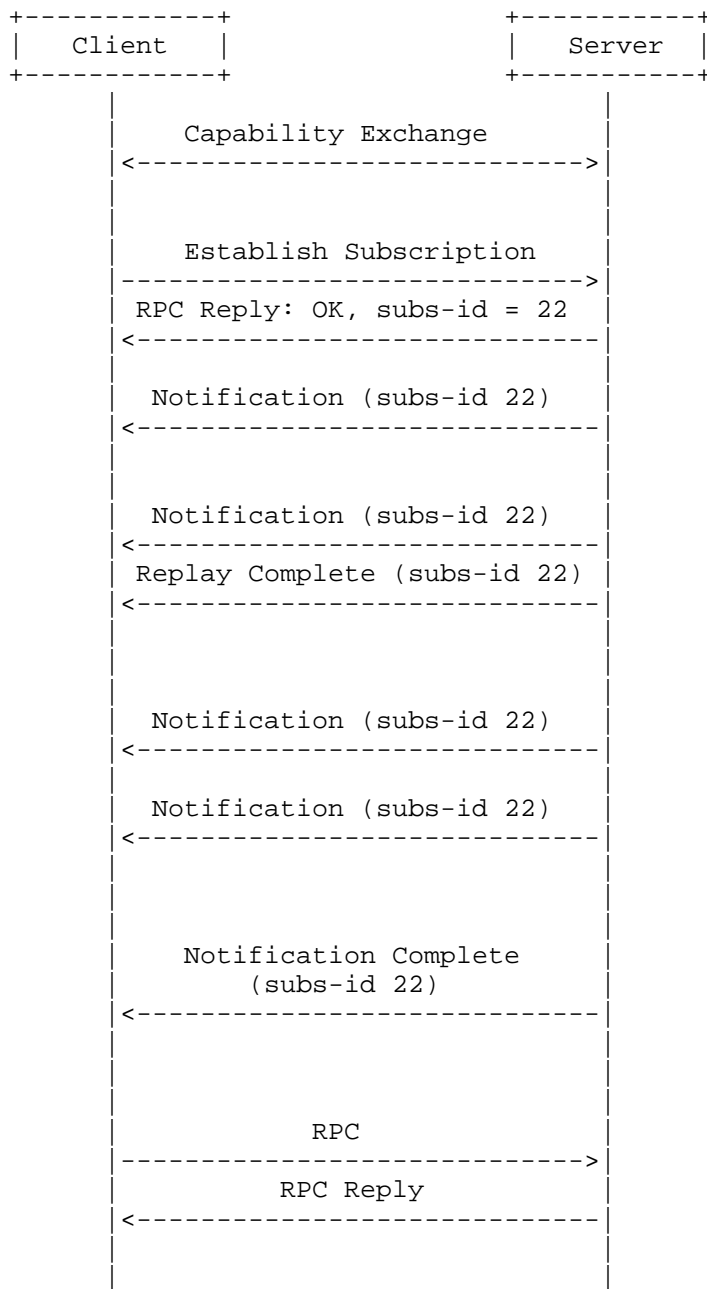 Client Server
Capability Exchange
Establish Subscription
RPC Reply: OK, subs-id = 22
Notification (subs-id 22)
Notification (subs-id 22)
Replay Complete (subs-id 22)
Notification (subs-id 22)
Notification (subs-id 22)
Notification Complete
(subs-id 22)
RPC
RPC Reply